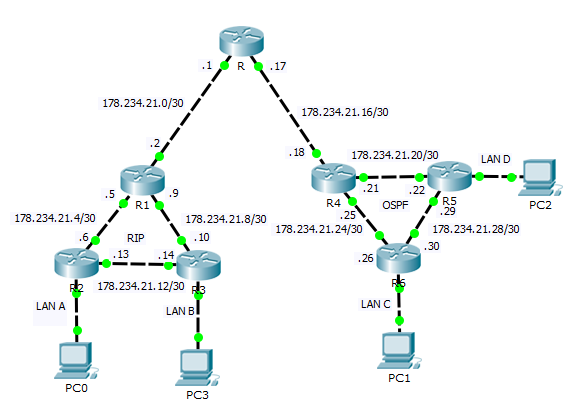 .1
R
.17
178.234.21.0/30
178.234.21.16/30
.2
.18
178.234.21.20/30
LAN D
R1
R4
.21
.22
R5
PC2
.5
.9
.25
OSPF
.29
178.234.21.4/30
178.234.21.8/30
178.234.21.24/30
178.234.21.28/30
.6
RIP
.10
.30
.13
.14
.26
R2
178.234.21.12/30
R3
R6
LAN A
LAN B
LAN C
PC0
PC3
PC1